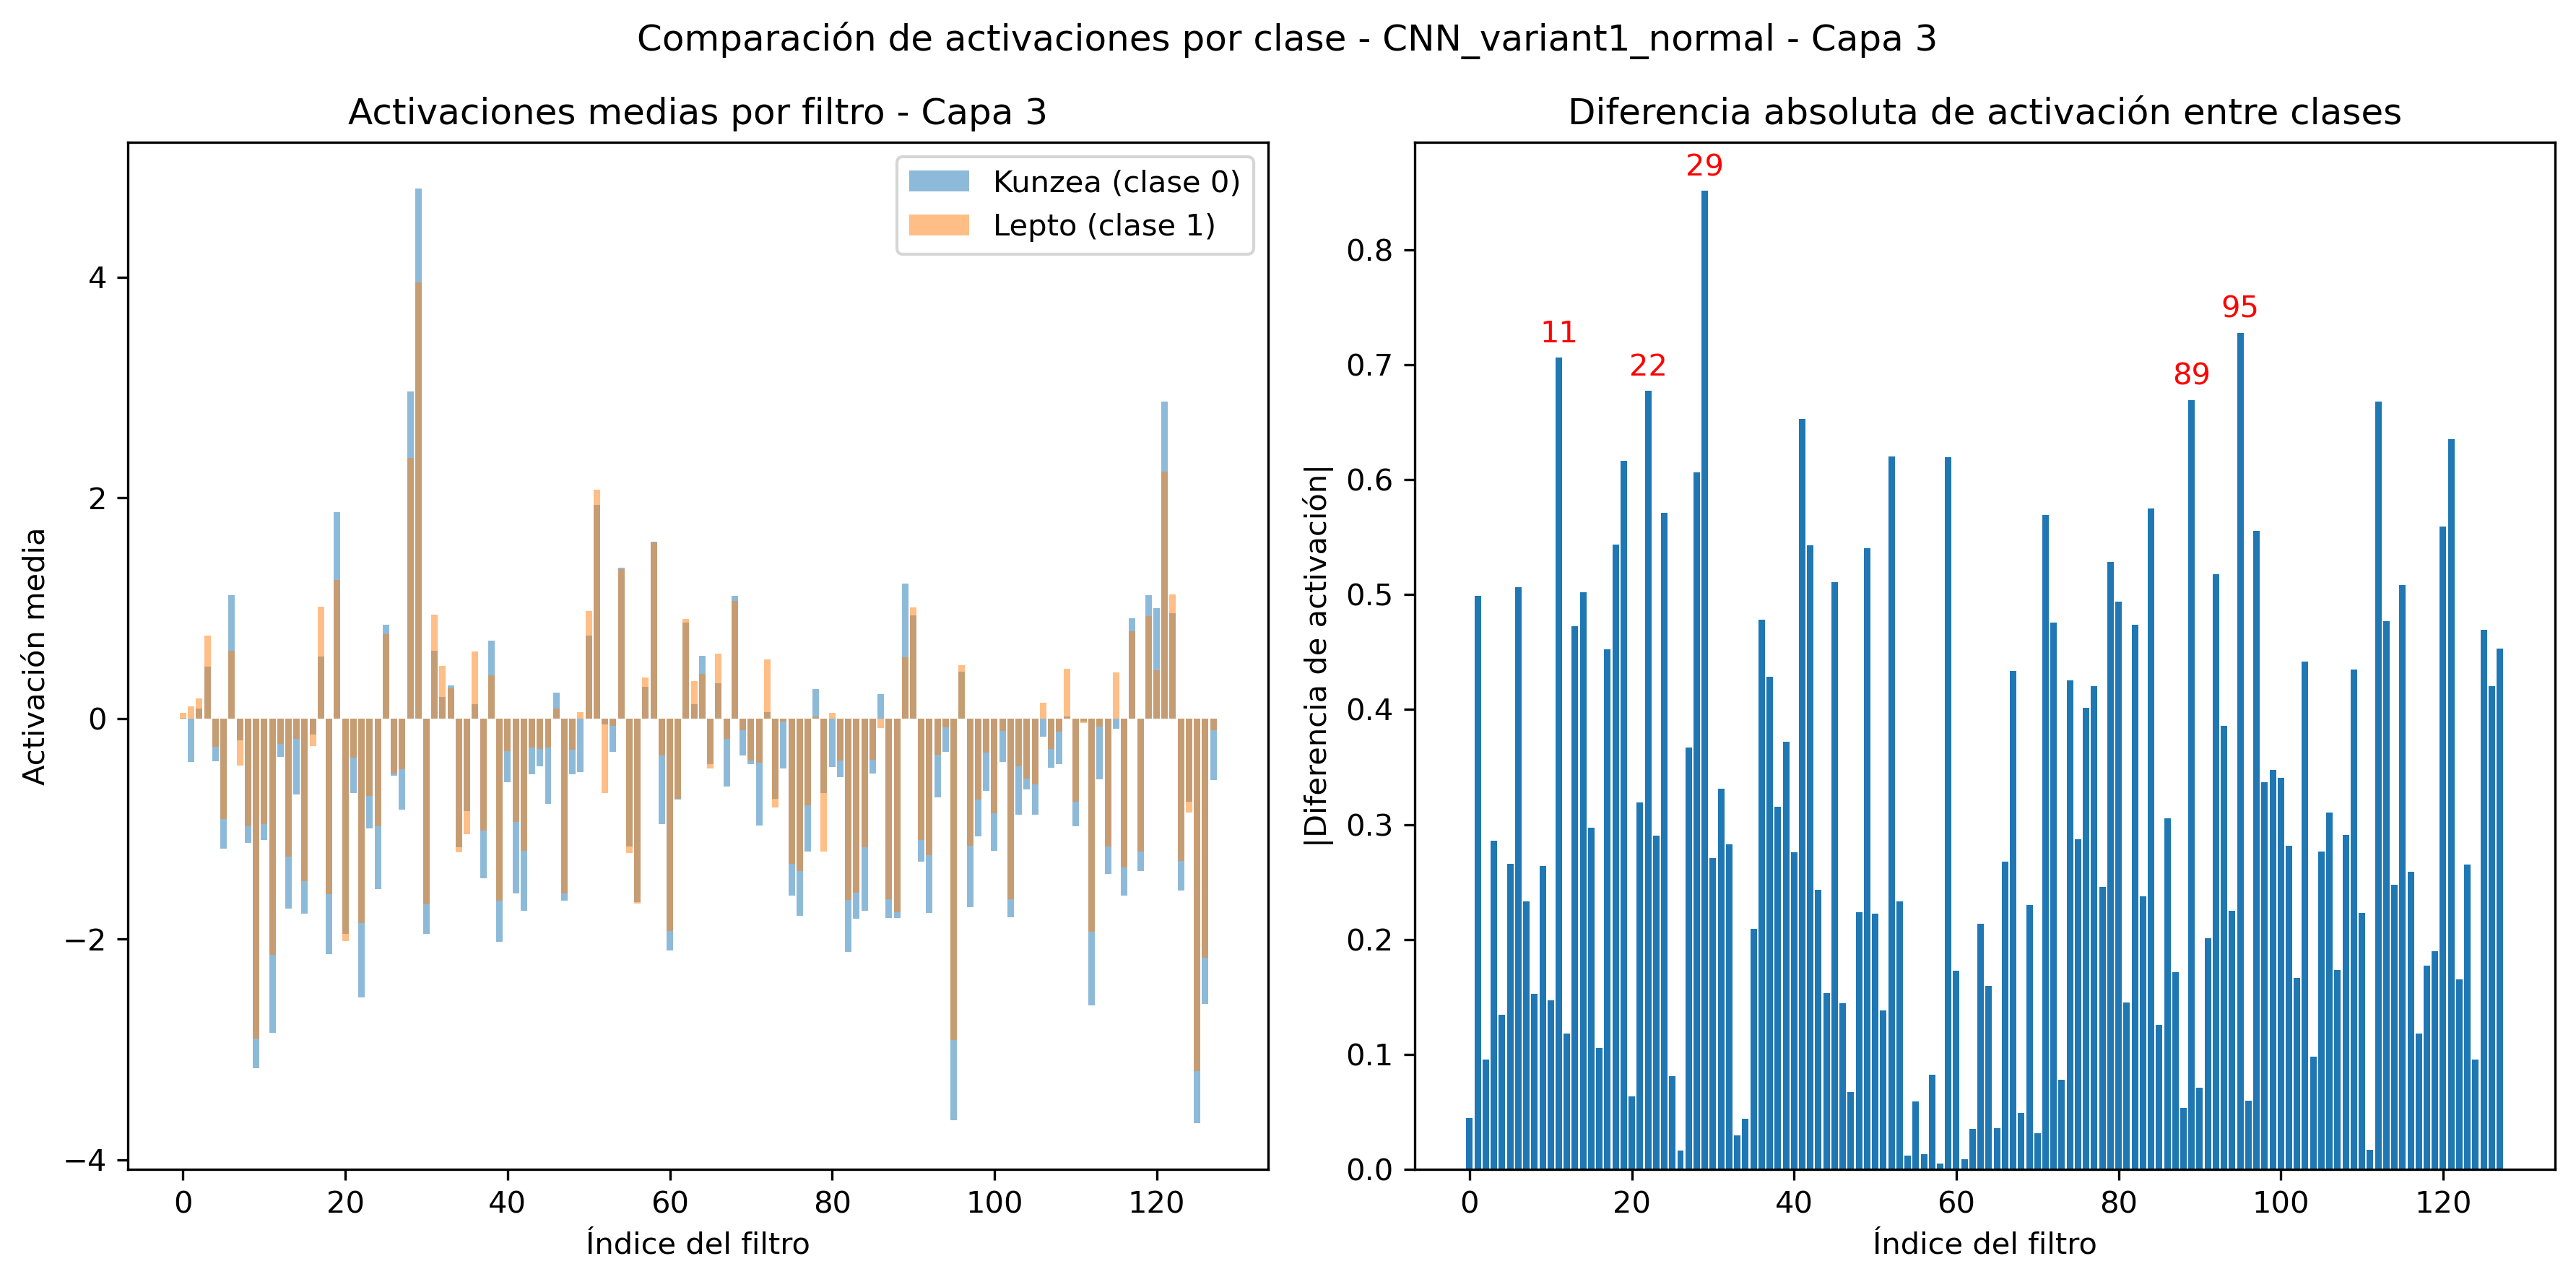 Comparación de activaciones por clase - CNN_variant1_normal - Capa 3
Activaciones medias por filtro - Capa 3
Kunzea (clase 0)
Lepto (clase 1)
Activación media
4
2
0
−2
−4
0 20 40 60 80 100 120
Índice del filtro
Diferencia absoluta de activación entre clases
29
95
11
22
89
|Diferencia de activación|
0.8
0.7
0.6
0.5
0.4
0.3
0.2
0.1
0.0
0 20 40 60 80 100 120
Índice del filtro